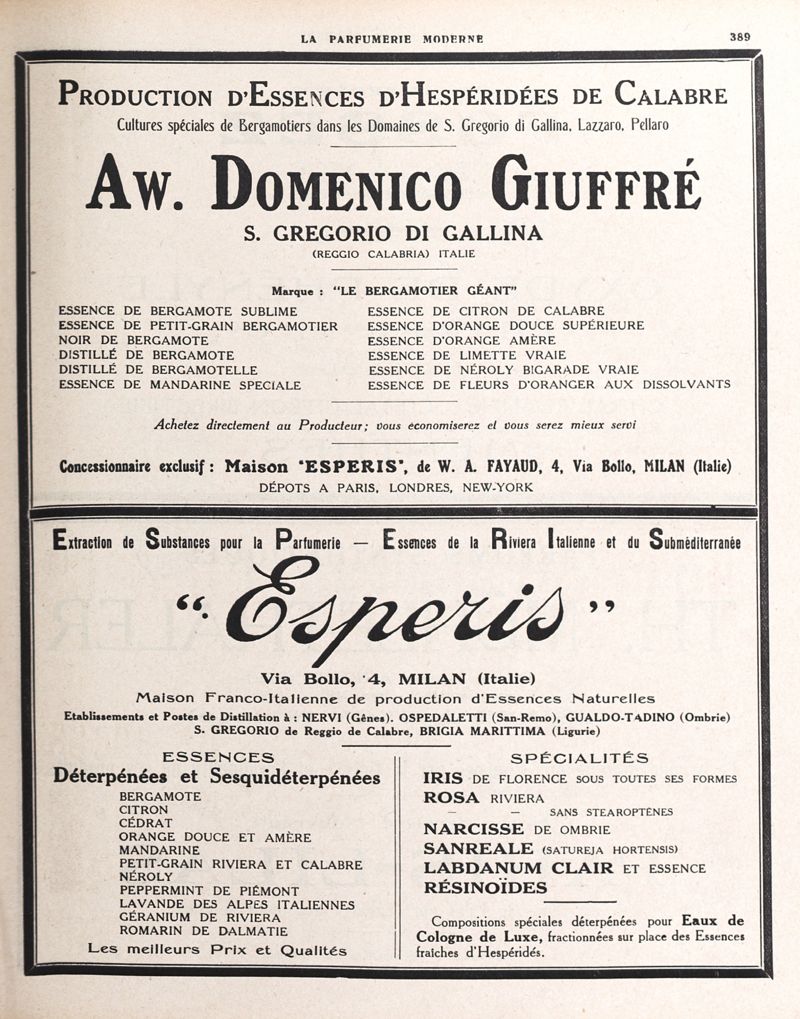 LA PARFUMERIE MODERNE
389
PRODUCTION D'ESSENCES D'HESPÉRIDÉES DE CALABRE
Cultures spéciales de Bergamotiers dans les Domaines de S. Gregorio di Gallina, Lazzaro, Pellaro
AW. DOMENICO GIUFFRÉ
S. GREGORIO DI GALLINA
(REGGIO CALABRIA) ITALIE
Marque : "LE BERGAMOTIER GÉANT"
ESSENCE DE BERGAMOTE SUBLIME
ESSENCE DE PETIT-GRAIN BERGAMOTIER
NOIR DE BERGAMOTE
DISTILLÉ DE BERGAMOTE
DISTILLÉ DE BERGAMOTELLE
ESSENCE DE MANDARINE SPECIALE
ESSENCE DE CITRON DE CALABRE
ESSENCE D'ORANGE DOUCE SUPÉRIEURE
ESSENCE D'ORANGE AMÈRE
ESSENCE DE LIMETTE VRAIE
ESSENCE DE NÉROLY BIGARADE VRAIE
ESSENCE DE FLEURS D'ORANGER AUX DISSOLVANTS
Achetez directement au Producteur; vous économiserez et vous serez mieux servi
Concessionnaire exclusif : Maison "ESPERIS", de W. A. FAYAUD, 4, Via Bollo, MILAN (Italie)
DÉPOTS A PARIS, LONDRES, NEW-YORK
Extraction de Substances pour la Parfumerie — Essences de la Riviera Italienne et du Subméditerranée
"Esperis"
Via Bollo, 4, MILAN (Italie)
Maison Franco-Italienne de production d'Essences Naturelles
Etablissements et Postes de Distillation à : NERVI (Gênes). OSPEDALETTI (San-Remo), GUALDO-TADINO (Ombrie)
S. GREGORIO de Reggio de Calabre, BRIGIA MARITTIMA (Ligurie)
ESSENCES
Déterpénées et Sesquidéterpénées
BERGAMOTE
CITRON
CÉDRAT
ORANGE DOUCE ET AMÈRE
MANDARINE
PETIT-GRAIN RIVIERA ET CALABRE
NÉROLY
PEPPERMINT DE PIÉMONT
LAVANDE DES ALPES ITALIENNES
GÉRANIUM DE RIVIERA
ROMARIN DE DALMATIE
Les meilleurs Prix et Qualités
SPÉCIALITÉS
IRIS DE FLORENCE SOUS TOUTES SES FORMES
ROSA RIVIERA
— — SANS STEAROPTÈNES
NARCISSE DE OMBRIE
SANREALE (SATUREJA HORTENSIS)
LABDANUM CLAIR ET ESSENCE
RÉSINOÏDES
Compositions spéciales déterpénées pour Eaux de
Cologne de Luxe, fractionnées sur place des Essences
fraîches d'Hespéridés.